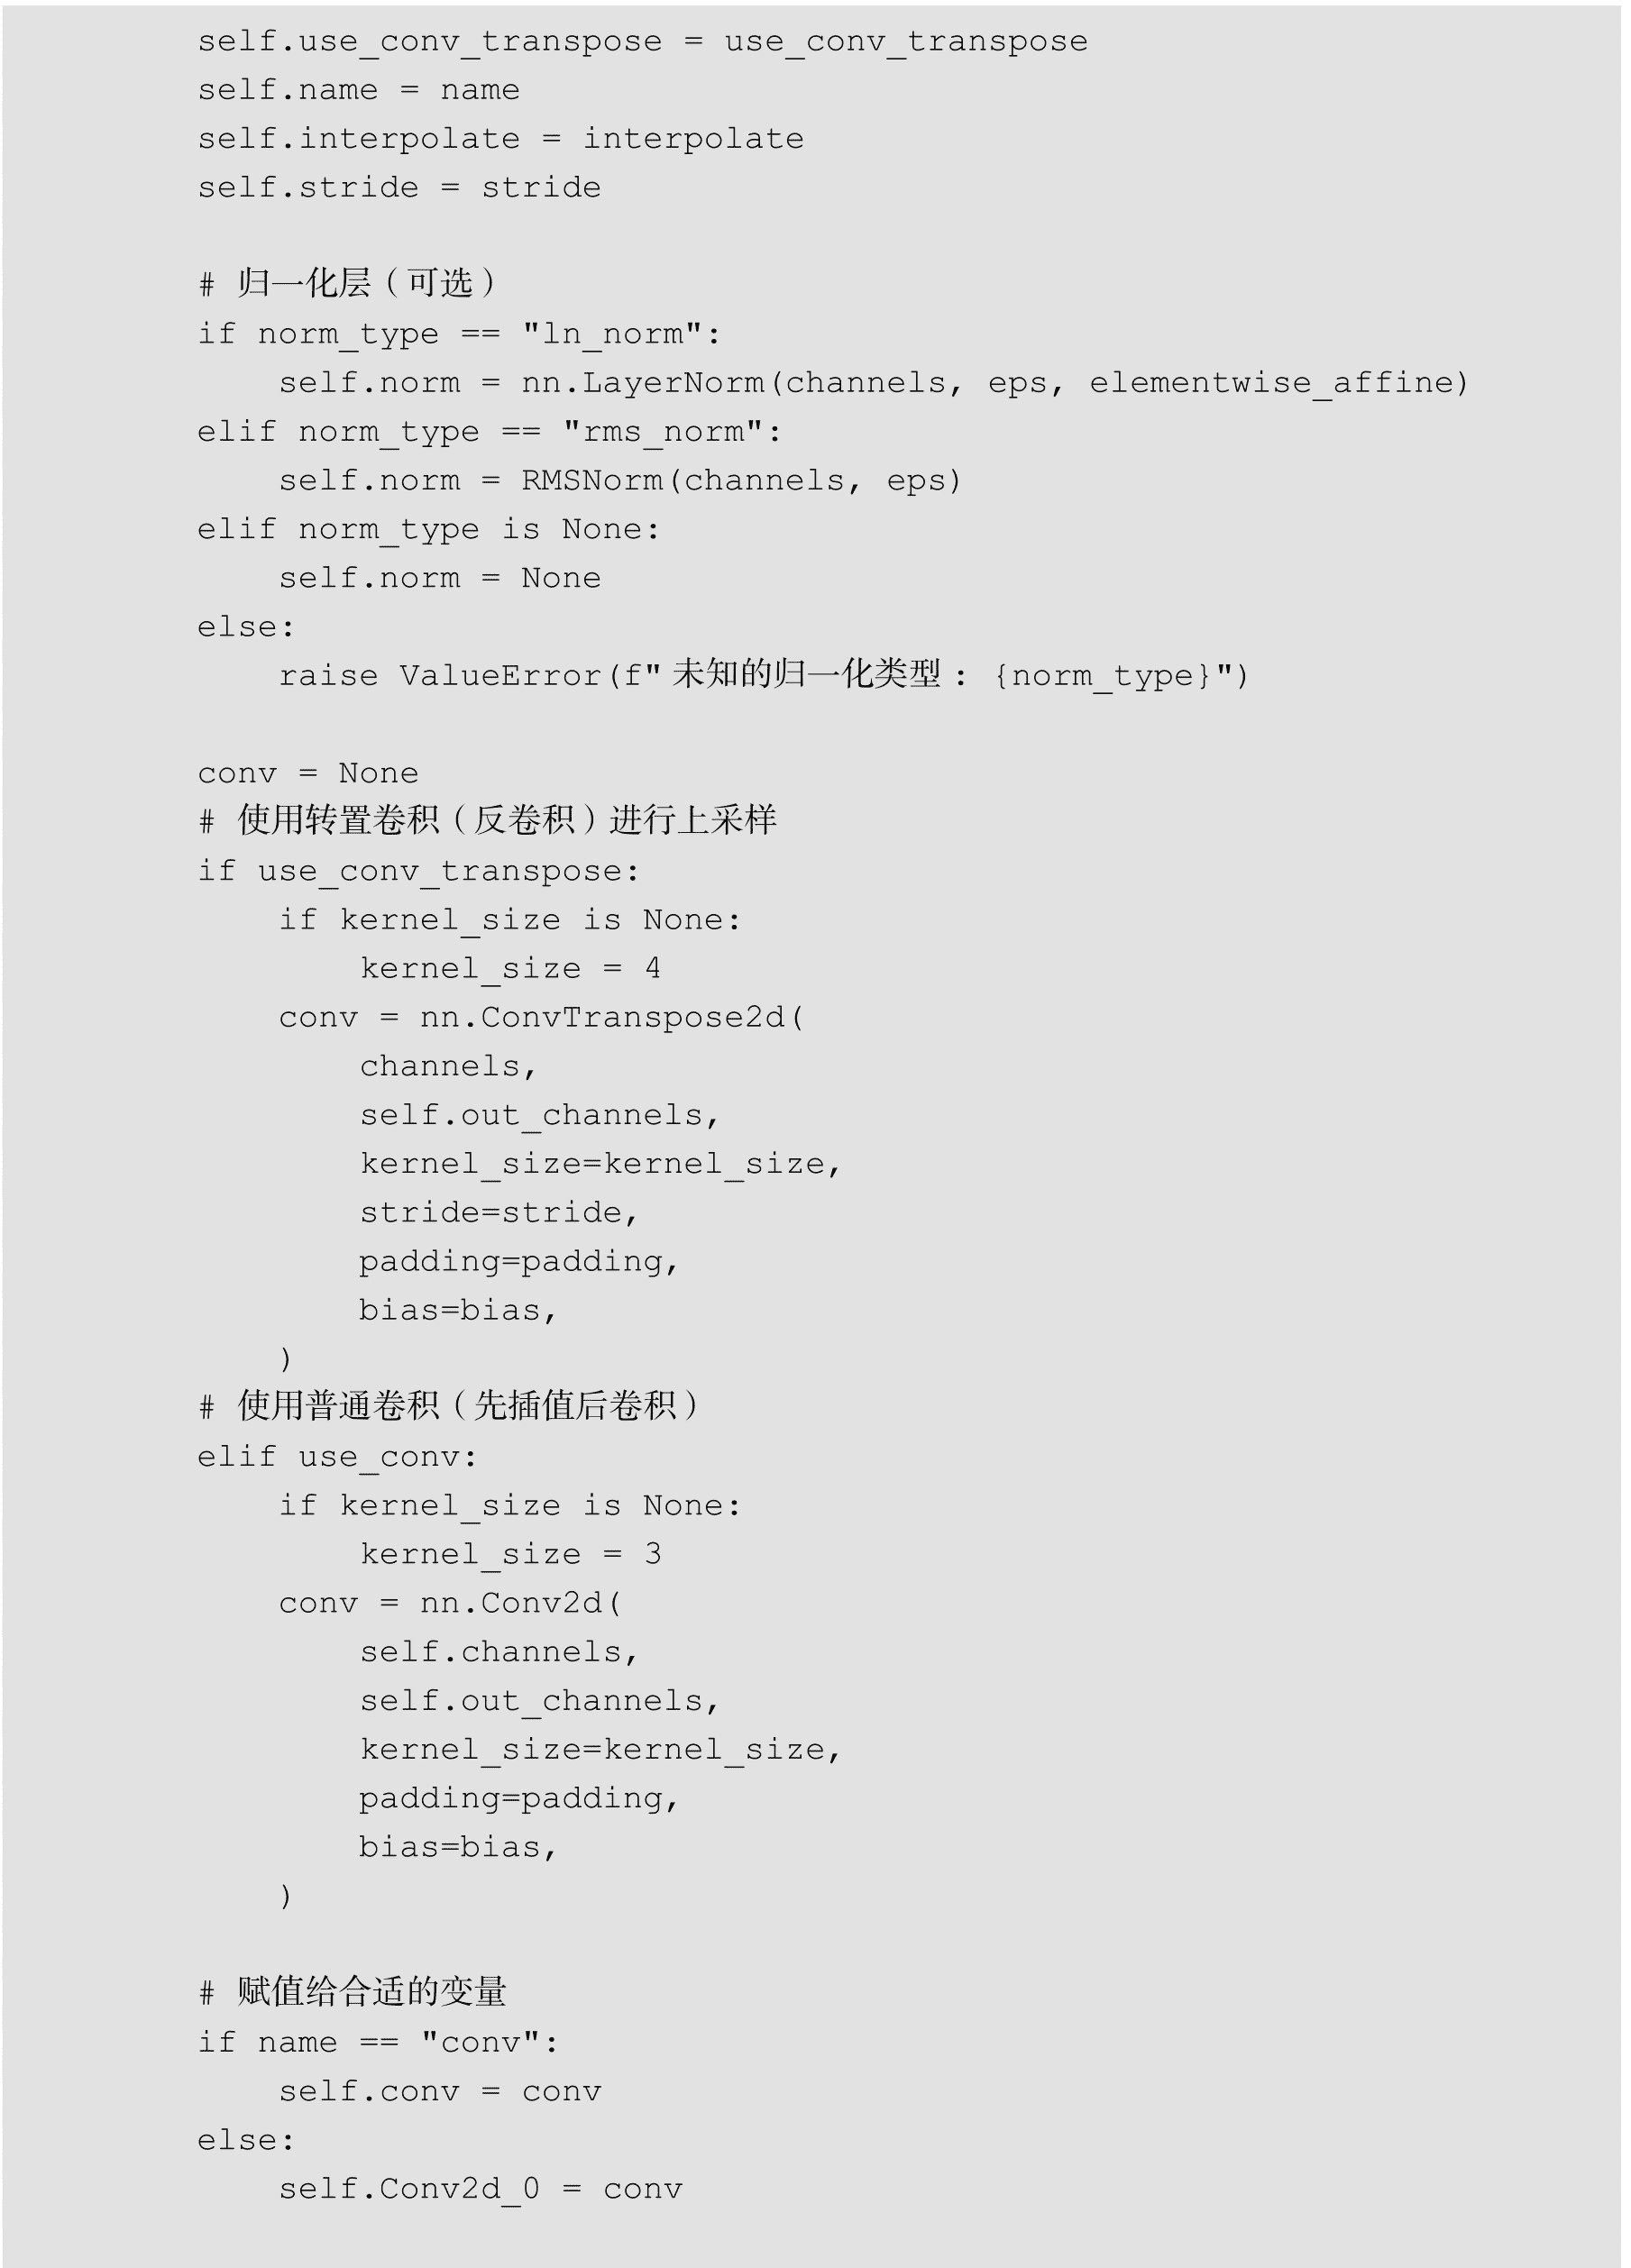 self.use_conv_transpose = use_conv_transpose
        self.name = name
        self.interpolate = interpolate
        self.stride = stride

        # 归一化层（可选）
        if norm_type == "ln_norm":
            self.norm = nn.LayerNorm(channels, eps, elementwise_affine)
        elif norm_type == "rms_norm":
            self.norm = RMSNorm(channels, eps)
        elif norm_type is None:
            self.norm = None
        else:
            raise ValueError(f"未知的归一化类型: {norm_type}")

        conv = None
        # 使用转置卷积（反卷积）进行上采样
        if use_conv_transpose:
            if kernel_size is None:
                kernel_size = 4
            conv = nn.ConvTranspose2d(
                channels,
                self.out_channels,
                kernel_size=kernel_size,
                stride=stride,
                padding=padding,
                bias=bias,
            )
        # 使用普通卷积（先插值后卷积）
        elif use_conv:
            if kernel_size is None:
                kernel_size = 3
            conv = nn.Conv2d(
                self.channels,
                self.out_channels,
                kernel_size=kernel_size,
                padding=padding,
                bias=bias,
            )

        # 赋值给合适的变量
        if name == "conv":
            self.conv = conv
        else:
            self.Conv2d_0 = conv